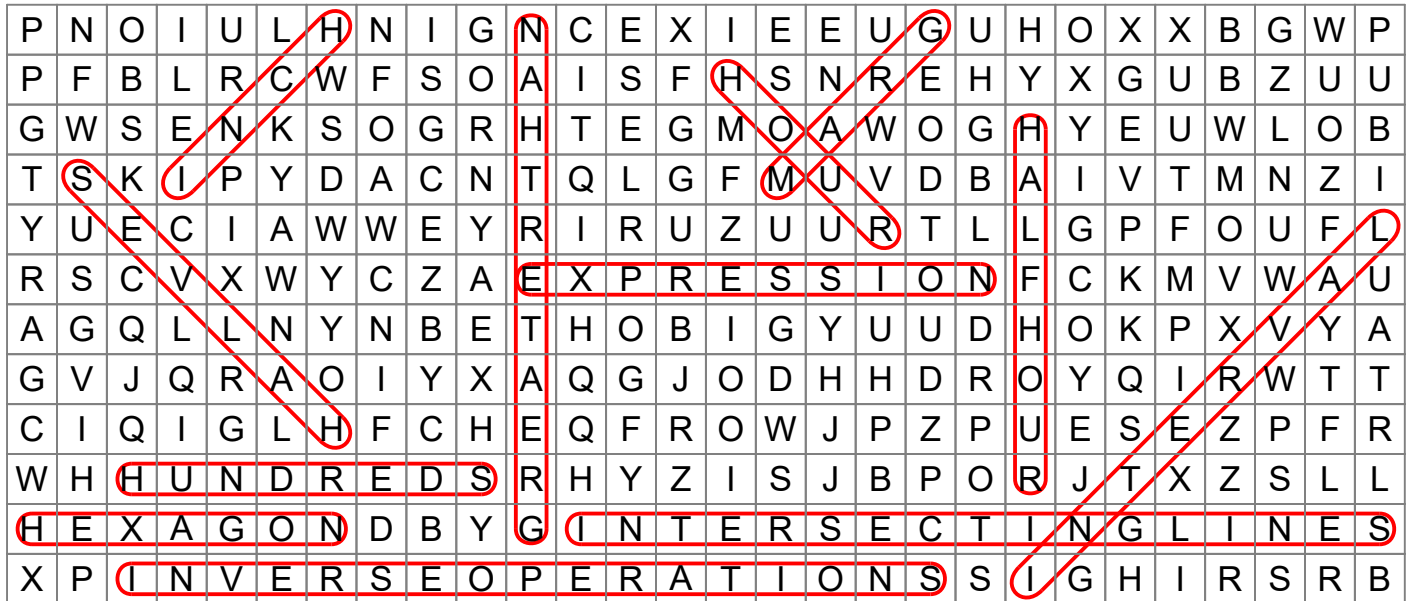 P N O I U L H N I G N C E X I E E U G U H O X X B G W P
P F B L R C W F S O A I S F H S N R E H Y X G U B Z U U
G W S E N K S O G R H T E G M O A W O G H Y E U W L O B
T S K I P Y D A C N T Q L G F M U V D B A I V T M N Z I
Y U E C I A W W E Y R I R U Z U U R T L L G P F O U F L
R S C V X W Y C Z A E X P R E S S I O N F C K M V W A U
A G Q L L N Y N B E T H O B I G Y U U D H O K P X V Y A
G V J Q R A O I Y X A Q G J O D H H D R O Y Q I R W T T
C I Q I G L H F C H E Q F R O W J P Z P U E S E Z P F R
W H H U N D R E D S R H Y Z I S J B P O R J T X Z S L L
H E X A G O N D B Y G I N T E R S E C T I N G L I N E S
X P I N V E R S E O P E R A T I O N S S I G H I R S R B